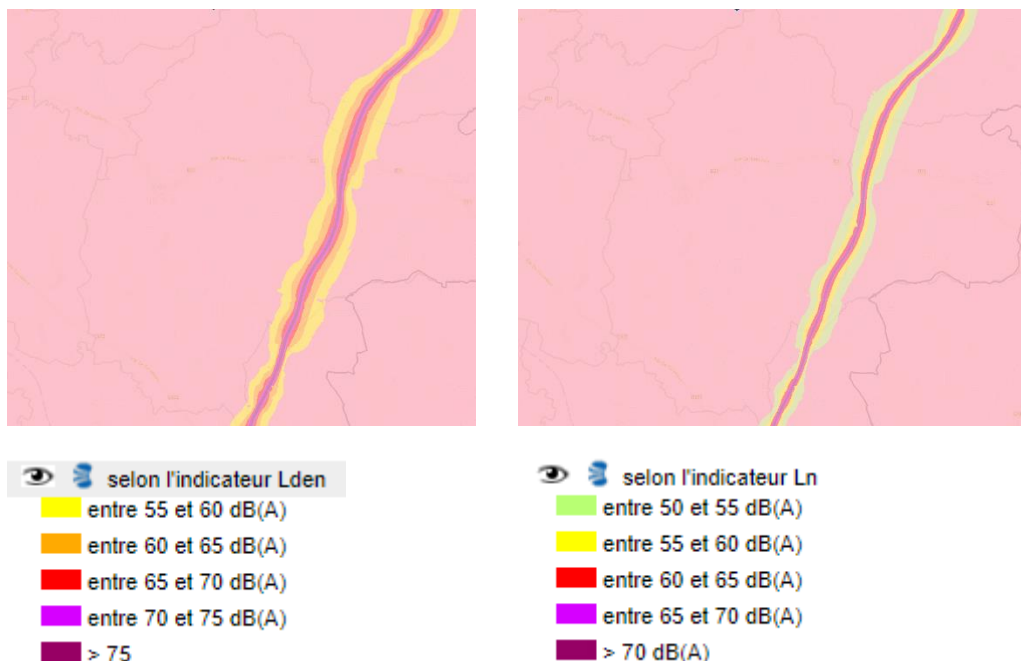 selon l'indicateur Lden
entre 55 et 60 dB(A)
entre 60 et 65 dB(A)
entre 65 et 70 dB(A)
entre 70 et 75 dB(A)
> 75
selon l'indicateur Ln
entre 50 et 55 dB(A)
entre 55 et 60 dB(A)
entre 60 et 65 dB(A)
entre 65 et 70 dB(A)
> 70 dB(A)